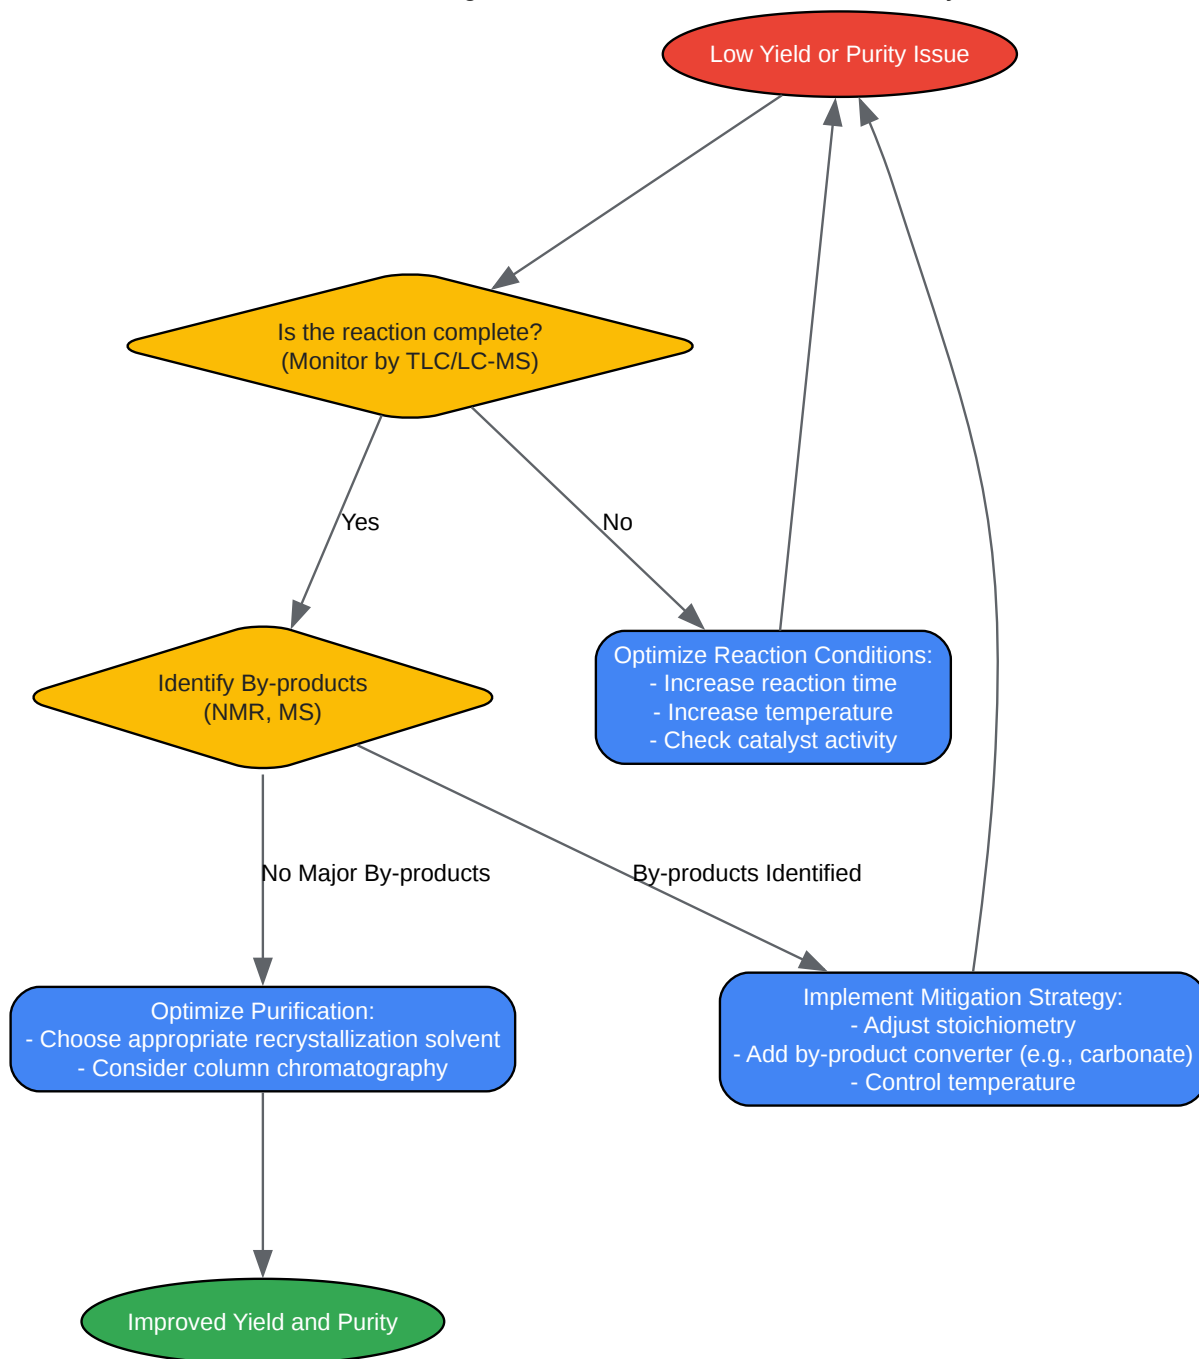 Low Yield or Purity Issue
Is the reaction complete?
(Monitor by TLC/LC-MS)
Yes
No
Identify By-products
(NMR, MS)
Optimize Reaction Conditions:
- Increase reaction time
- Increase temperature
- Check catalyst activity
No Major By-products
By-products Identified
Optimize Purification:
- Choose appropriate recrystallization solvent
- Consider column chromatography
Implement Mitigation Strategy:
- Adjust stoichiometry
- Add by-product converter (e.g., carbonate)
- Control temperature
Improved Yield and Purity